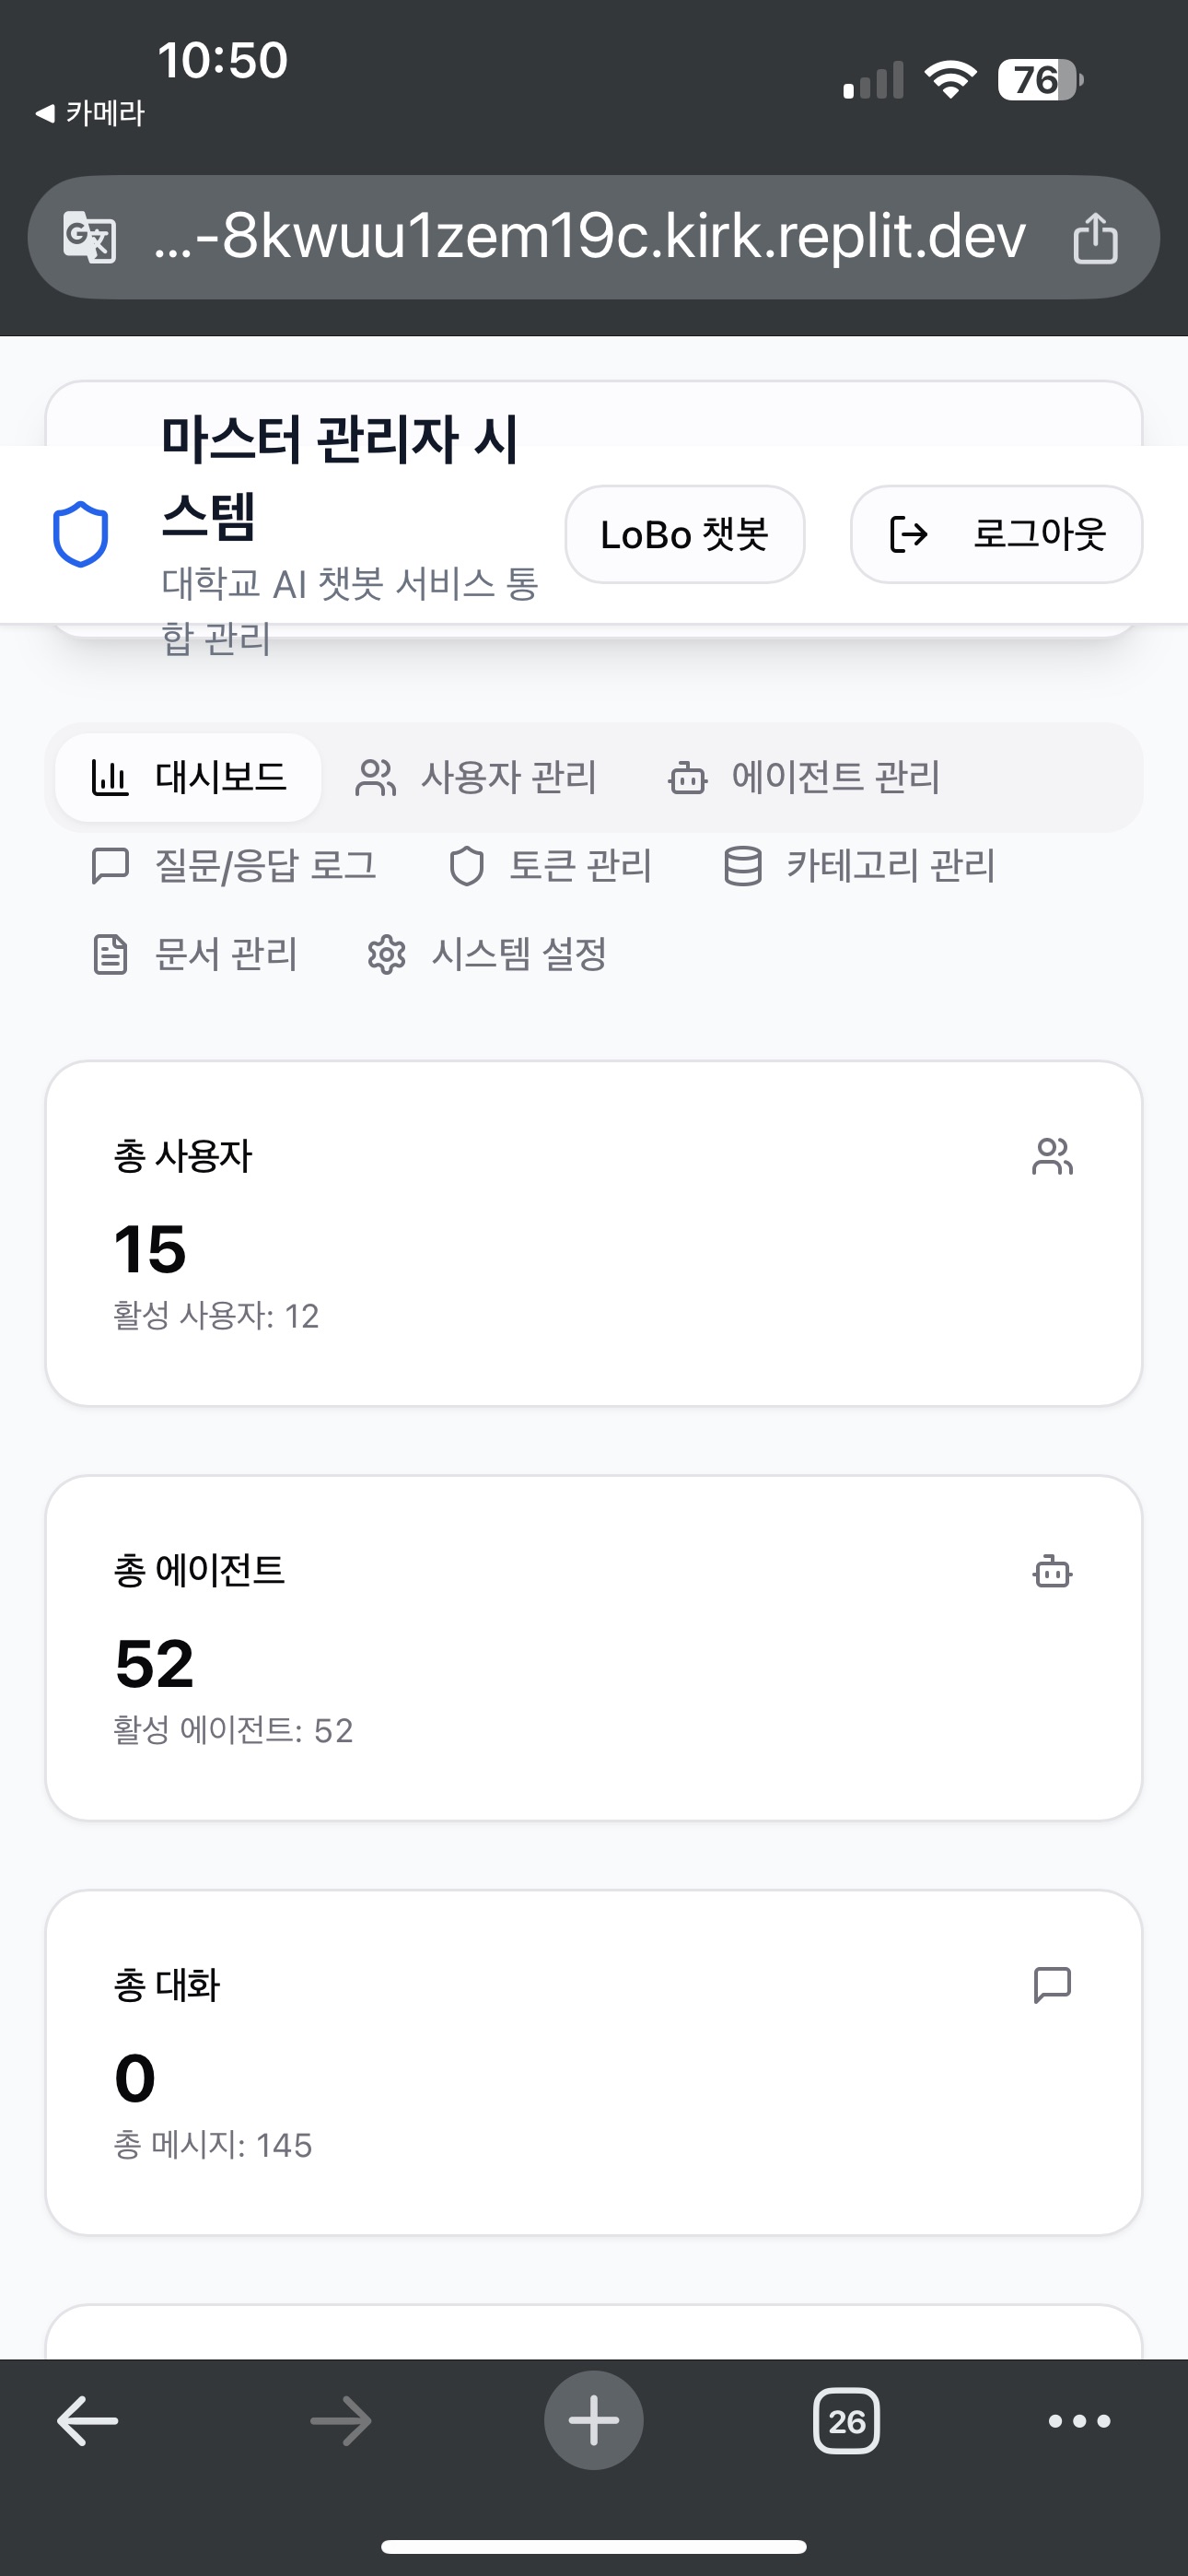 10:50
76
카메라
...-8kwuu1zem19c.kirk.replit.dev
마스터 관리자 시
스템
대학교 AI 챗봇 서비스 통
합 관리
LoBo 챗봇
로그아웃
대시보드
사용자 관리
에이전트 관리
질문/응답 로그
토큰 관리
카테고리 관리
문서 관리
시스템 설정
총 사용자
15
활성 사용자: 12
총 에이전트
52
활성 에이전트: 52
총 대화
0
총 메시지: 145
26